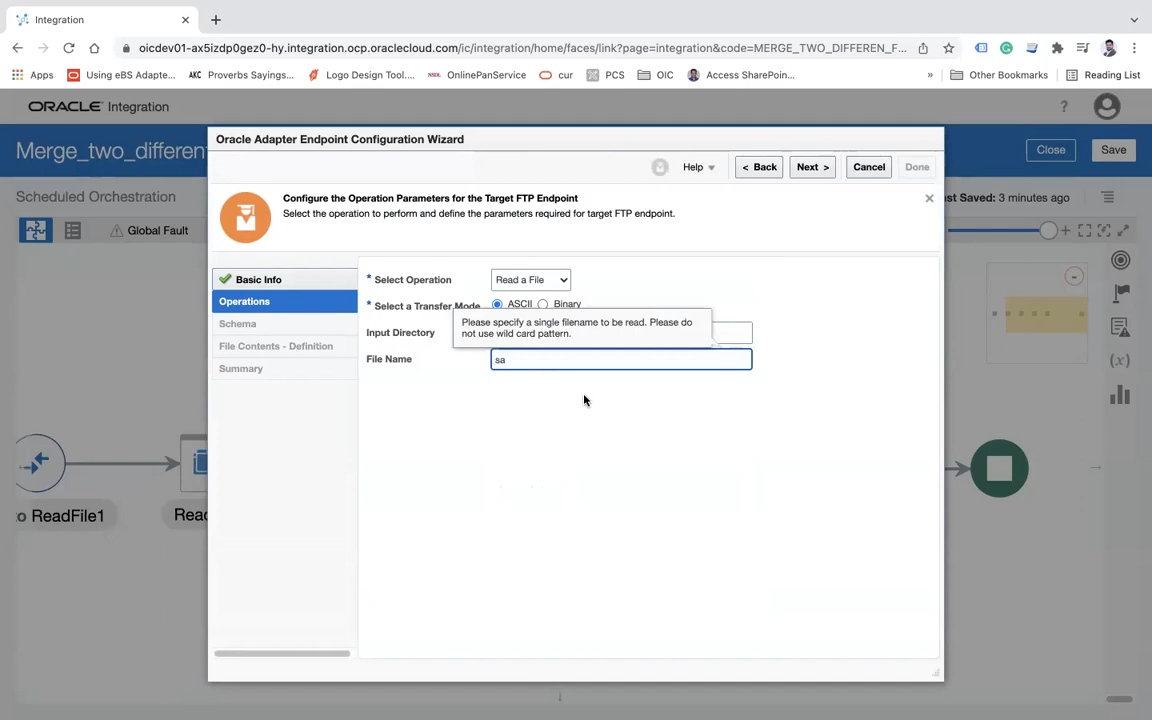 Integration
oicdev01-ax5izdp0gez0-hy.integration.ocp.oraclecloud.com/ic/integration/home/faces/link?page=integration&code=MERGE_TWO_DIFFEREN_F...
Apps
Using eBS Adapte...
AKC Proverbs Sayings...
Logo Design Tool....
OnlinePanService
cur
PCS
OIC
Access SharePoin...
»
Other Bookmarks
Reading List
ORACLE Integration
?
Merge_two_different
Close
Save
Scheduled Orchestration
st Saved: 3 minutes ago
Global Fault
Oracle Adapter Endpoint Configuration Wizard
Help
< Back
Next >
Cancel
Done
Configure the Operation Parameters for the Target FTP Endpoint
Select the operation to perform and define the parameters required for target FTP endpoint.
Basic Info
Operations
Schema
File Contents - Definition
Summary
* Select Operation
Read a File
* Select a Transfer Mode
ASCII
Binary
Please specify a single filename to be read. Please do
not use wild card pattern.
Input Directory
File Name
sa
o ReadFile1
Read
(x)